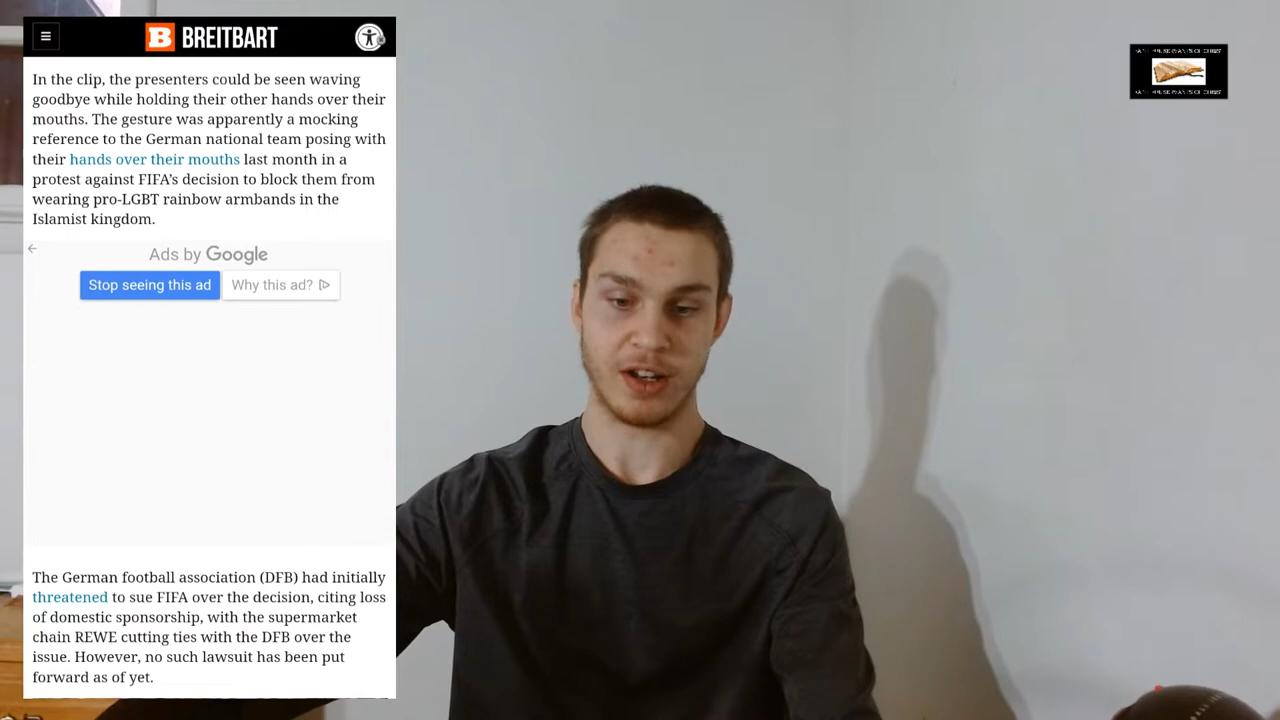 BREITBART
In the clip, the presenters could be seen waving
goodbye while holding their other hands over their
mouths. The gesture was apparently a mocking
reference to the German national team posing with
their hands over their mouths last month in a
protest against FIFA’s decision to block them from
wearing pro-LGBT rainbow armbands in the
Islamist kingdom.
Ads by Google
Stop seeing this ad
Why this ad?
The German football association (DFB) had initially
threatened to sue FIFA over the decision, citing loss
of domestic sponsorship, with the supermarket
chain REWE cutting ties with the DFB over the
issue. However, no such lawsuit has been put
forward as of yet.